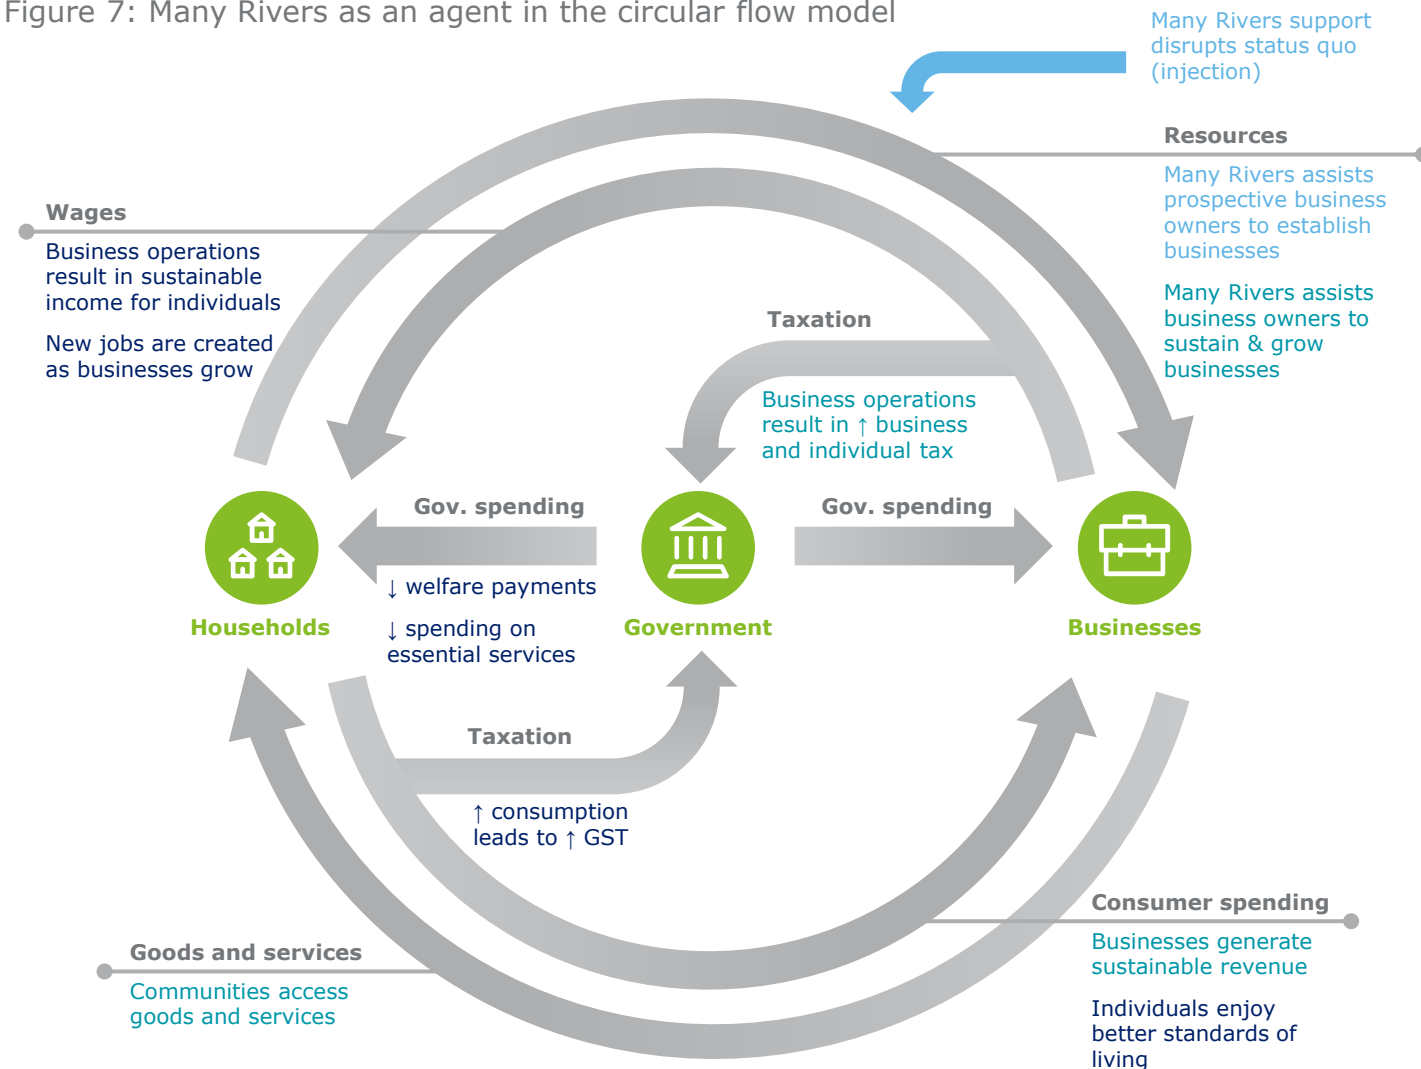 Figure 7: Many Rivers as an agent in the circular flow model
Many Rivers support
disrupts status quo
(injection)
Resources
Many Rivers assists
prospective business
owners to establish
businesses
Many Rivers assists
business owners to
sustain & grow
businesses
Wages
Business operations
result in sustainable
income for individuals
New jobs are created
as businesses grow
Taxation
Business operations
result in ↑ business
and individual tax
Gov. spending
Gov. spending
↓ welfare payments
↓ spending on
essential services
Households
Government
Businesses
Taxation
↑ consumption
leads to ↑ GST
Consumer spending
Businesses generate
sustainable revenue
Individuals enjoy
better standards of
living
Goods and services
Communities access
goods and services